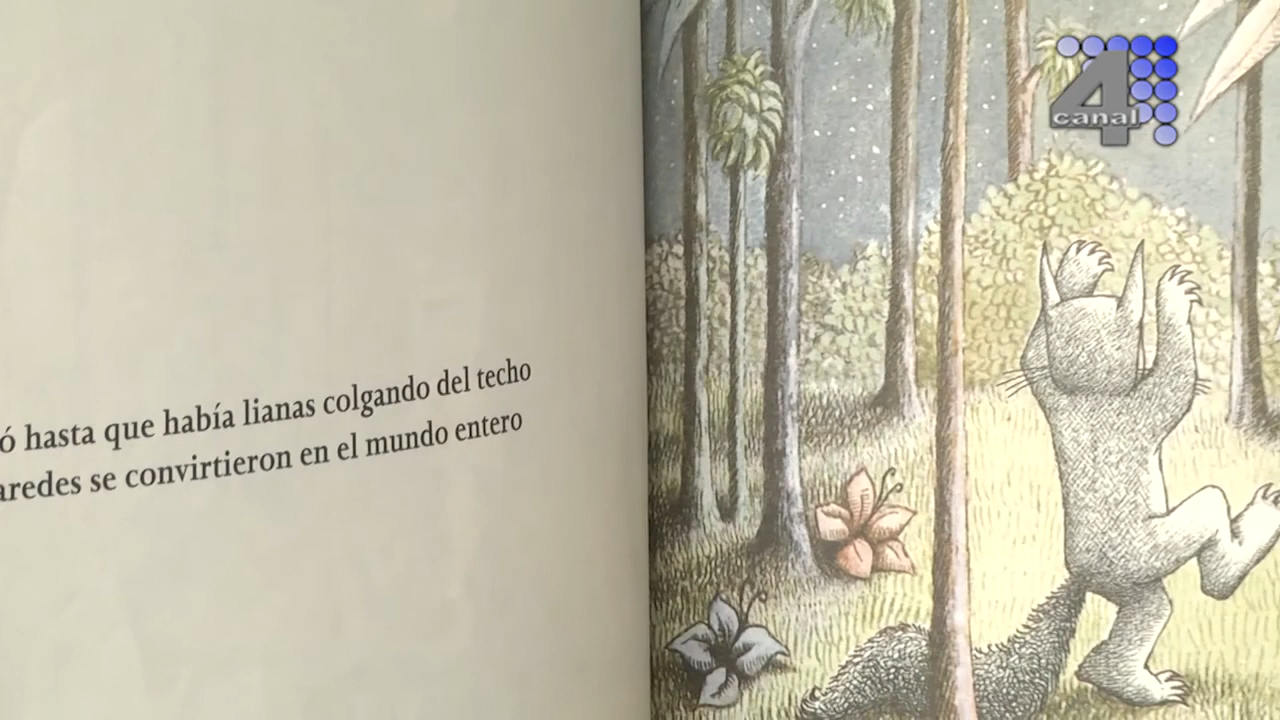 ó hasta que había lianas colgando del techo
aredes se convirtieron en el mundo entero
4
canal